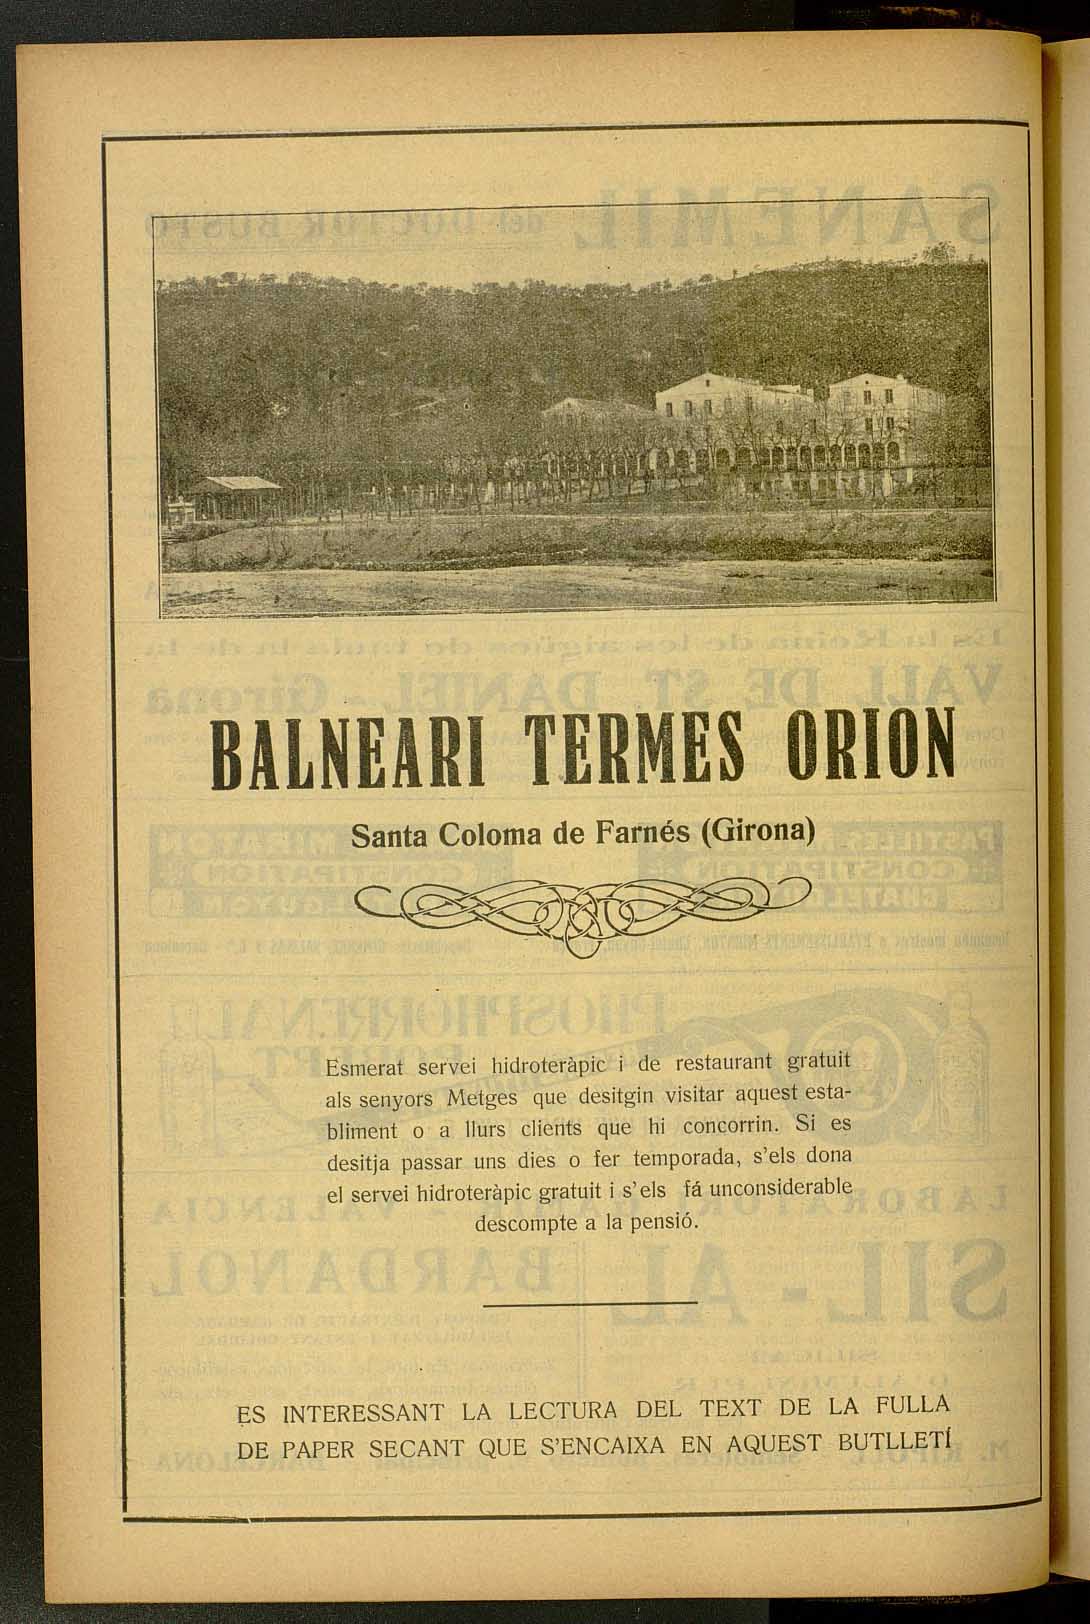 BALNEARI TERMES ORION
Santa Coloma de Farnés (Girona)
Esmerat servei hidroteràpic i de restaurant gratuit
als senyors Metges que desitgin visitar aquest esta-
bliment o a llurs clients que hi concorrin. Si es
desitja passar uns dies o fer temporada, s'els dona
el servei hidroteràpic gratuit i s'els fá unconsiderable
descompte a la pensió.
ES INTERESSANT LA LECTURA DEL TEXT DE LA FULLA
DE PAPER SECANT QUE S'ENCAIXA EN AQUEST BUTLLETÍ